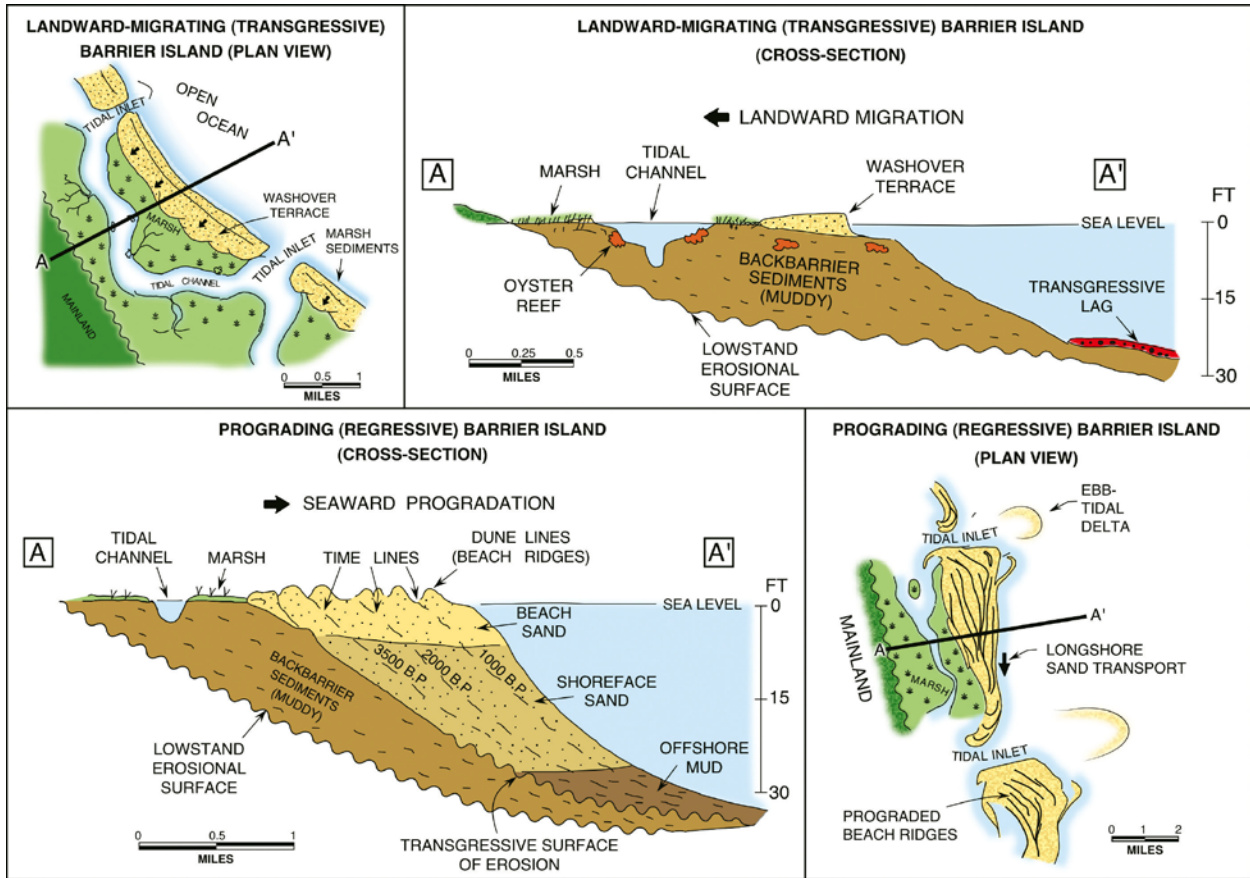 LANDWARD-MIGRATING (TRANSGRESSIVE)
BARRIER ISLAND (PLAN VIEW)
TIDAL INLET
OPEN
OCEAN
A'
WASHOVER
TERRACE
MARSH
MARSH
SEDIMENTS
TIDAL INLET
A
TIDAL CHANNEL
MAINLAND
0 0.5 1
MILES
LANDWARD-MIGRATING (TRANSGRESSIVE) BARRIER ISLAND
(CROSS-SECTION)
LANDWARD MIGRATION
A
MARSH
TIDAL
CHANNEL
WASHOVER
TERRACE
A'
FT
0
SEA LEVEL
OYSTER
REEF
BACKBARRIER
SEDIMENTS
(MUDDY)
TRANSGRESSIVE
LAG
15
LOWSTAND
EROSIONAL
SURFACE
0 0.25 0.5
MILES
30
PROGRADING (REGRESSIVE) BARRIER ISLAND
(CROSS-SECTION)
SEAWARD PROGRADATION
A
TIDAL
CHANNEL
MARSH
TIME LINES
DUNE LINES
(BEACH RIDGES)
A'
FT
SEA LEVEL
0
BEACH
SAND
3500 B.P
2000 B.P
1000 B.P
SHOREFACE
SAND
BACKBARRIER
SEDIMENTS
(MUDDY)
15
LOWSTAND
EROSIONAL
SURFACE
OFFSHORE
MUD
30
TRANSGRESSIVE SURFACE
OF EROSION
0 1
MILES
PROGRADING (REGRESSIVE) BARRIER ISLAND
(PLAN VIEW)
EBB-
TIDAL
DELTA
TIDAL INLET
MAINLAND
A'
A
LONGSHORE
SAND TRANSPORT
MARSH
TIDAL INLET
PROGRADED
BEACH RIDGES
0 1 2
MILES